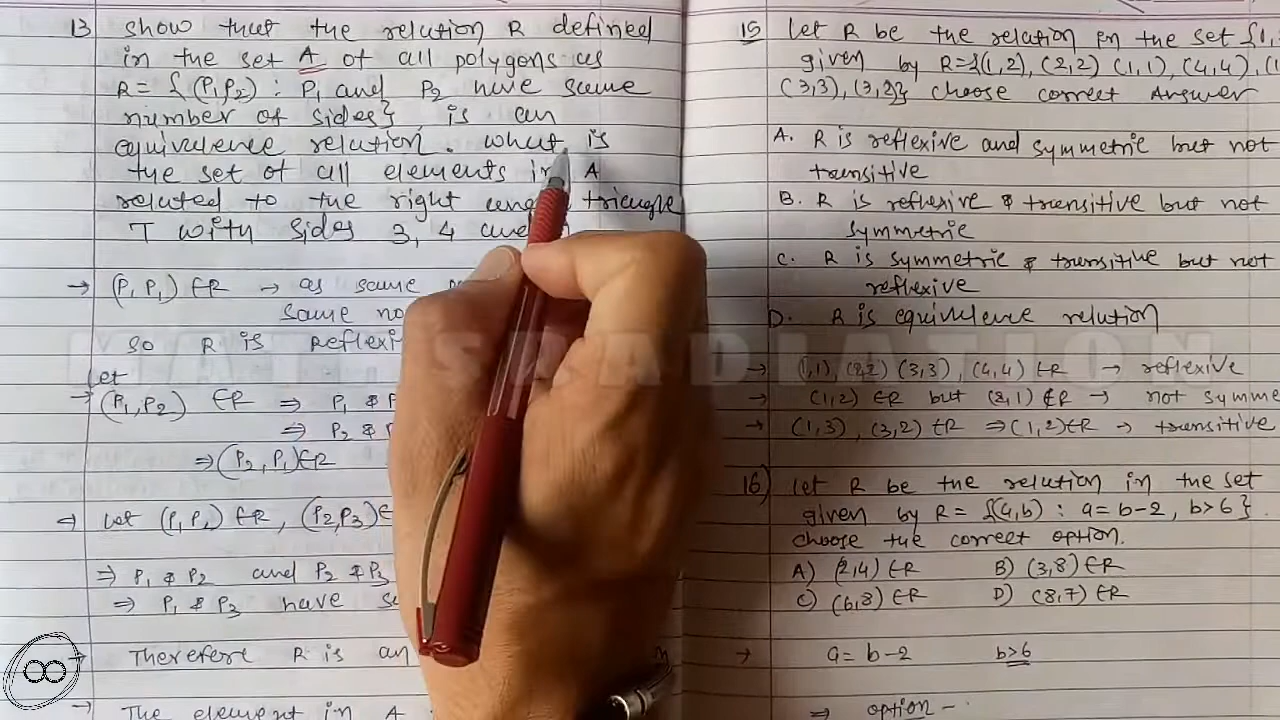 13 show that the relation R defined
in the set A of all polygons as
R = {(P1P2) : P1 and P2 have same
number of sides} is an
equivalence relation. what is
the set of all elements in A
related to the right angle triangle
T with sides 3, 4 and
→ (P1 P1) ∈R → as same
same no
so R is Reflexi
let
→ (P1, P2) ∈R ⇒ P1 &
⇒ P2 &
⇒ (P2, P1) ∈R
⇒ let (P1 P2) ∈R, (P2 P3) ∈
⇒ P1 & P2 and P2 & P3
⇒ P1 & P3 have
Therefore R is an
→ The element in A
15 let R be the relation in the set {1,
given by R={(1,2), (2,2) (1,1), (4,4), (1
(3,3), (3,2)} choose correct Answer
A. R is reflexive and symmetric but not
transitive
B. R is reflexive & transitive but not
symmetric
C. R is symmetric & transitive but not
reflexive
D. R is equivalence relation
→ (1,1), (2,2) (3,3), (4,4) ∈R → reflexive
→ (1,2) ∈R but (2,1) ∉R → not symme
→ (1,3), (3,2) ∈R ⇒ (1,2) ∈R → transitive
16) let R be the relation in the set
given by R = {(a,b) : a = b-2, b>6}.
choose the correct option.
A) (2,4) ∈R B) (3,8) ∈R
C) (6,8) ∈R D) (8,7) ∈R
→ a = b-2 b>6
⇒ option -
MATHS RADIATION